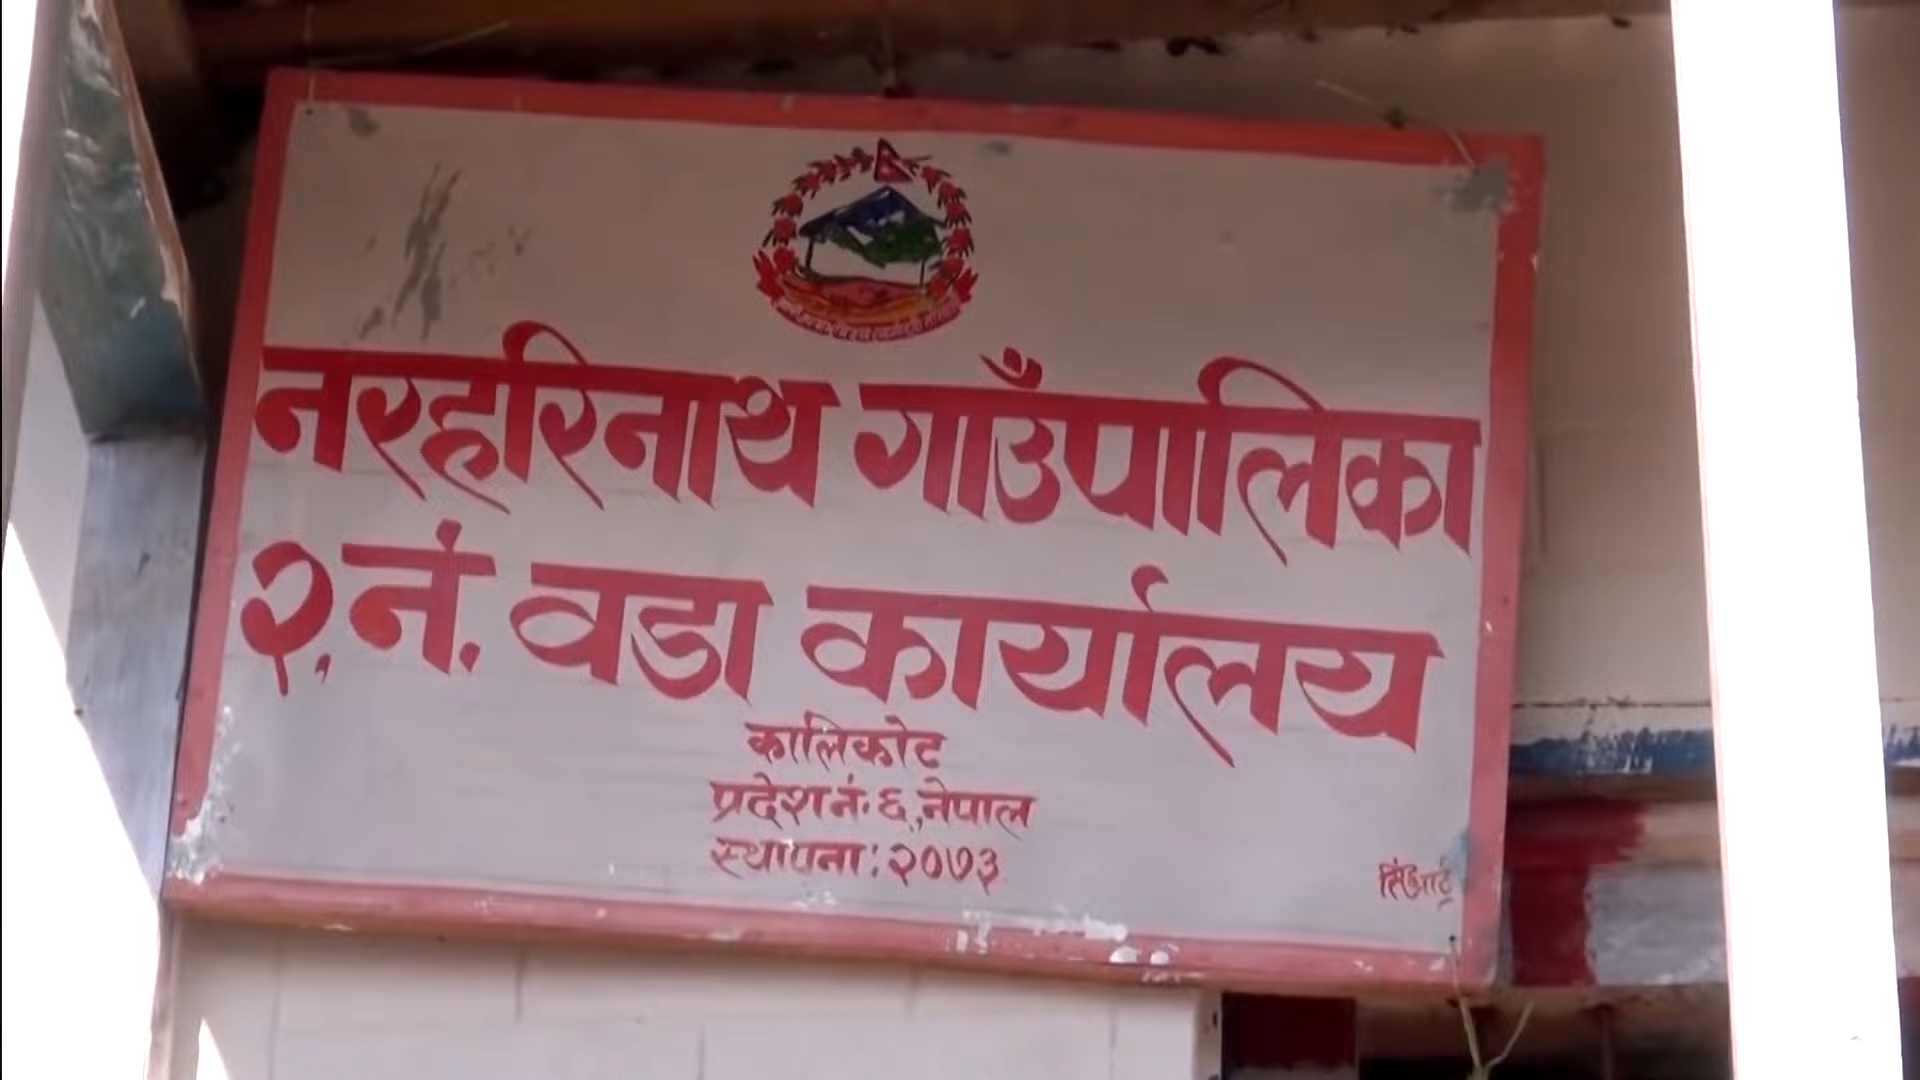 नरहरिनाथ गाउँपालिका
२, नं. वडा कार्यालय
कालिकोट
प्रदेश नं. ६, नेपाल
स्थापना: २०७३